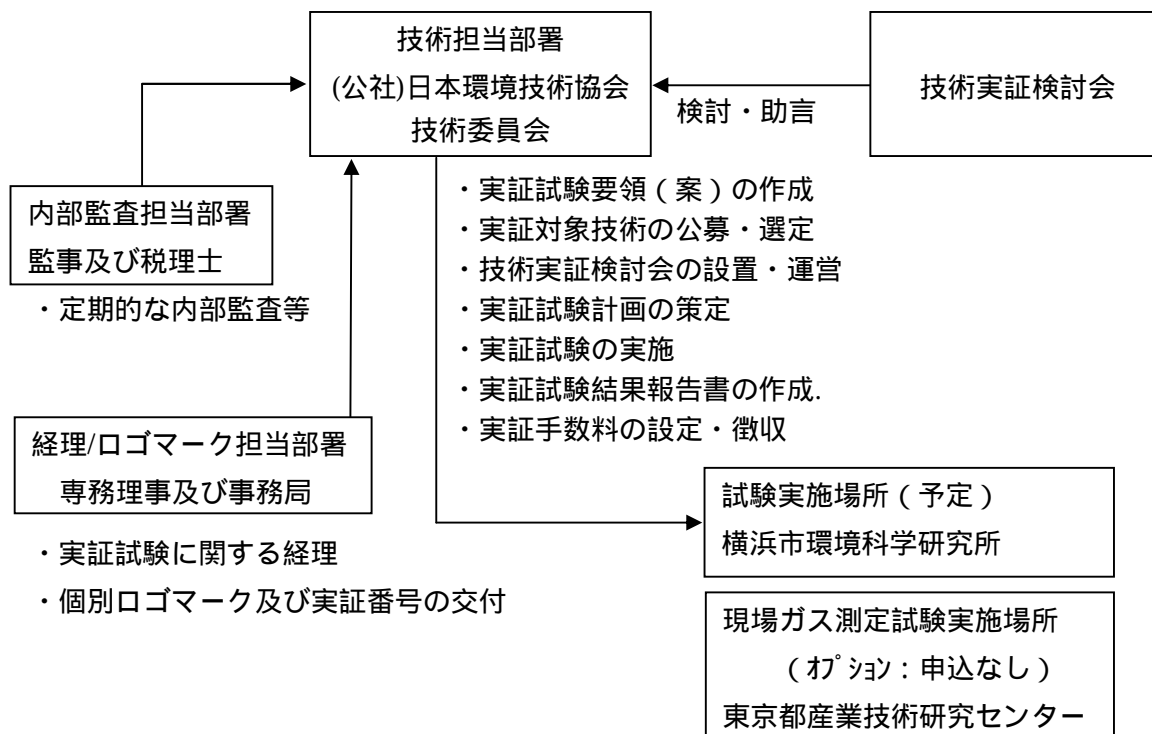 技術担当部署
(公社)日本環境技術協会
技術委員会
検討・助言
技術実証検討会
内部監査担当部署
監事及び税理士
・定期的な内部監査等
・実証試験要領（案）の作成
・実証対象技術の公募・選定
・技術実証検討会の設置・運営
・実証試験計画の策定
・実証試験の実施
・実証試験結果報告書の作成.
・実証手数料の設定・徴収
経理/ロゴマーク担当部署
専務理事及び事務局
・実証試験に関する経理
・個別ロゴマーク及び実証番号の交付
試験実施場所（予定）
横浜市環境科学研究所
現場ガス測定試験実施場所
（ｵﾌﾟｼｮﾝ：申込なし）
東京都産業技術研究センター